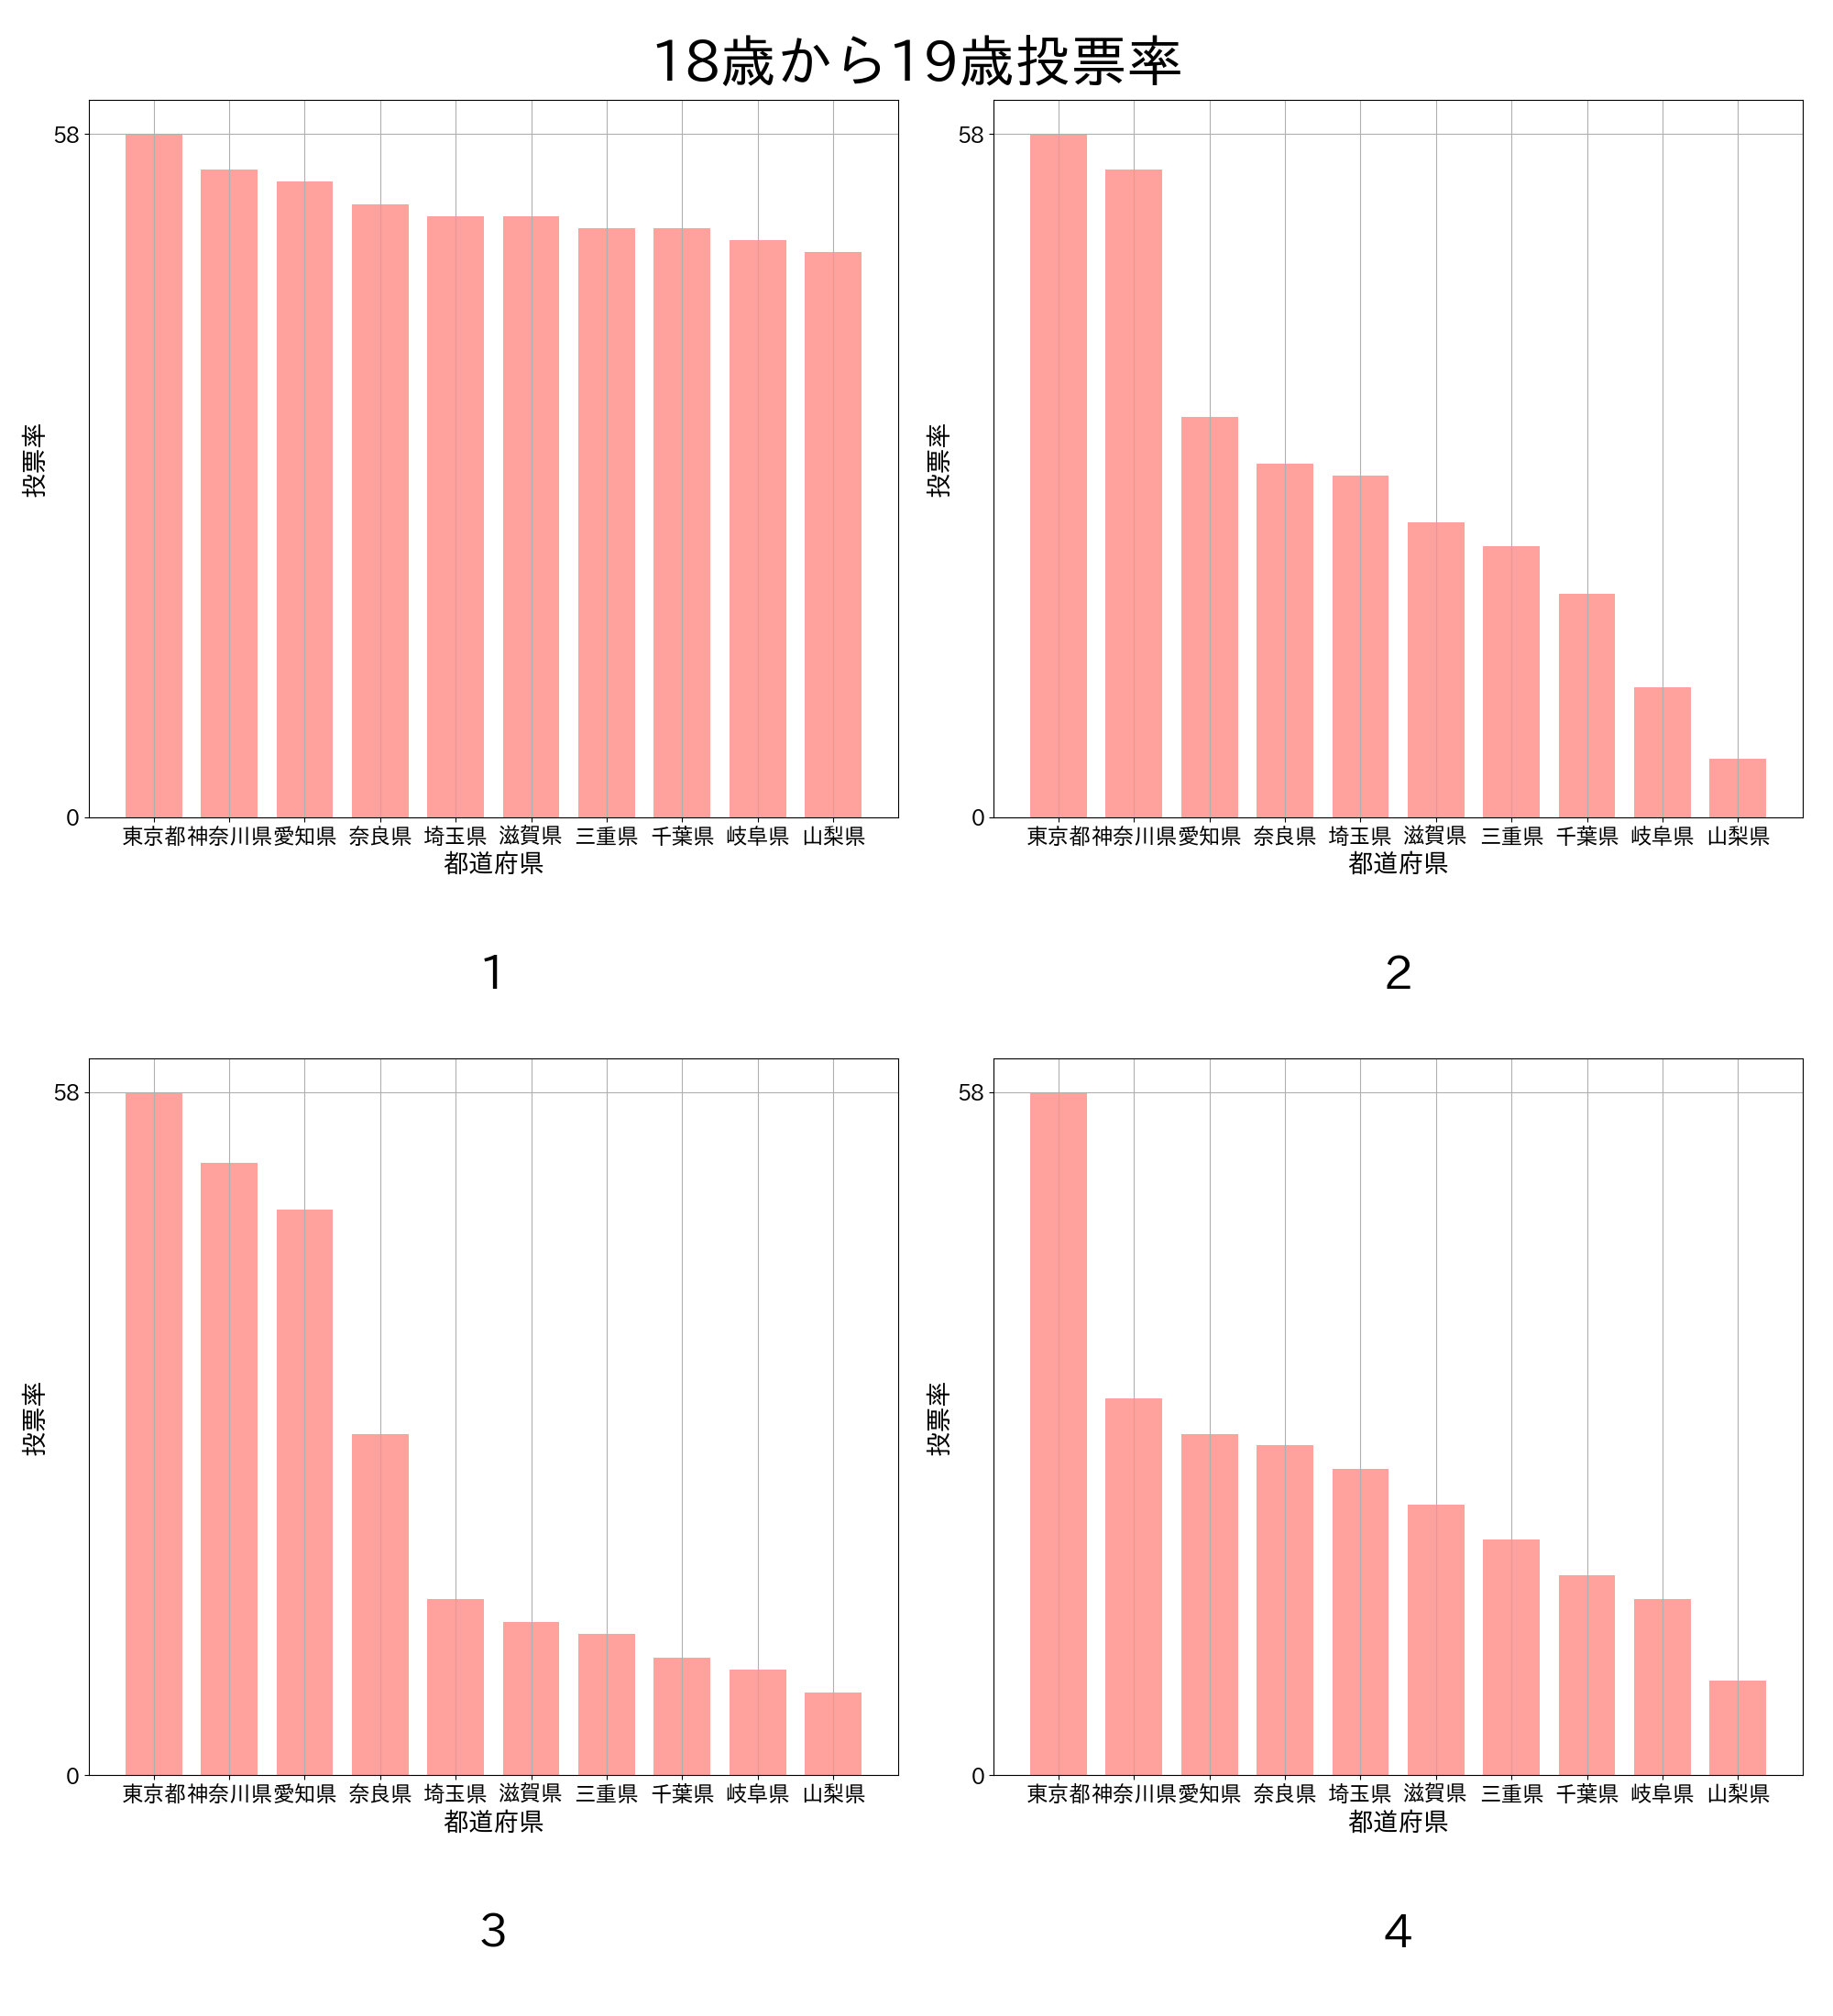 18歳から19歳投票率
58
0
投票率
東京都 神奈川県 愛知県 奈良県 埼玉県 滋賀県 三重県 千葉県 岐阜県 山梨県
都道府県
1
58
0
投票率
東京都 神奈川県 愛知県 奈良県 埼玉県 滋賀県 三重県 千葉県 岐阜県 山梨県
都道府県
2
58
0
投票率
東京都 神奈川県 愛知県 奈良県 埼玉県 滋賀県 三重県 千葉県 岐阜県 山梨県
都道府県
3
58
0
投票率
東京都 神奈川県 愛知県 奈良県 埼玉県 滋賀県 三重県 千葉県 岐阜県 山梨県
都道府県
4